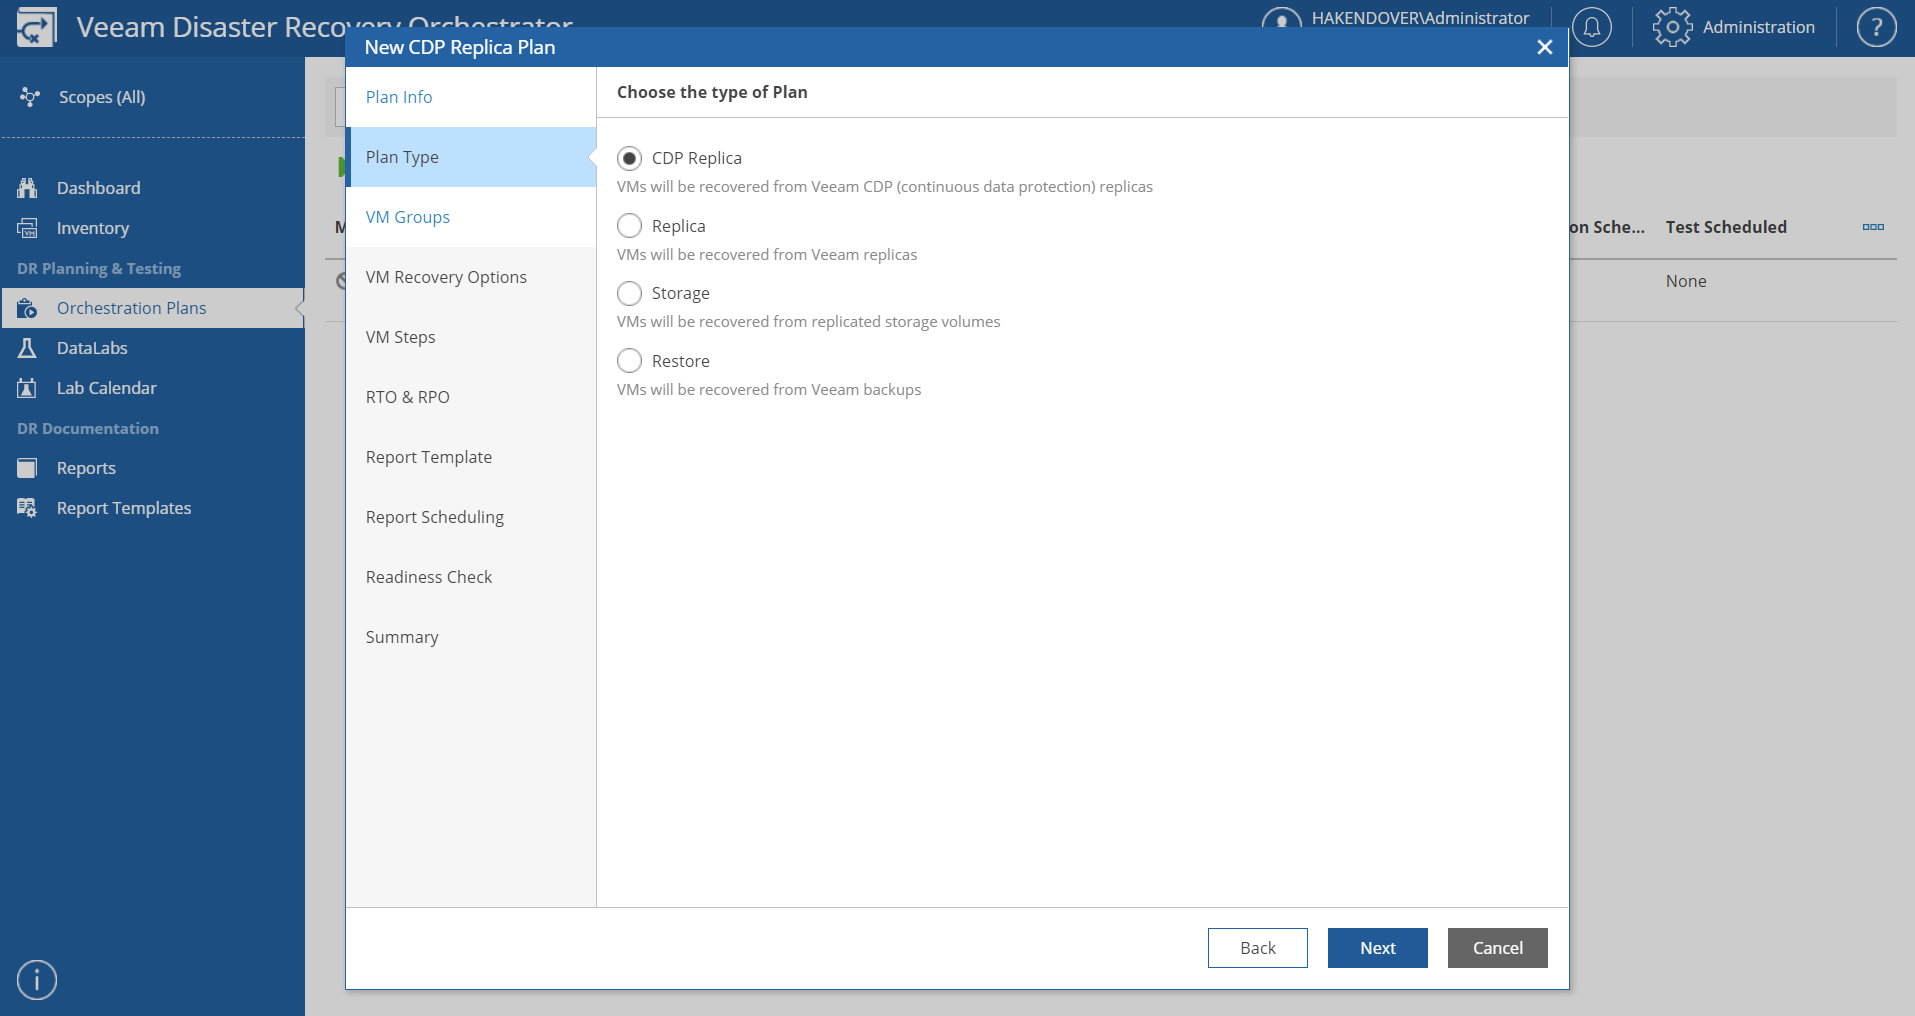 Veeam Disaster Recovery Orchestrator
HAKENDOVER\Administrator
Administration
?
Scopes (All)
Dashboard
Inventory
DR Planning & Testing
Orchestration Plans
DataLabs
Lab Calendar
DR Documentation
Reports
Report Templates
i
New CDP Replica Plan
Plan Info
Plan Type
VM Groups
VM Recovery Options
VM Steps
RTO & RPO
Report Template
Report Scheduling
Readiness Check
Summary
Choose the type of Plan
CDP Replica
VMs will be recovered from Veeam CDP (continuous data protection) replicas
Replica
VMs will be recovered from Veeam replicas
Storage
VMs will be recovered from replicated storage volumes
Restore
VMs will be recovered from Veeam backups
Back
Next
Cancel
on Sche...
Test Scheduled
None